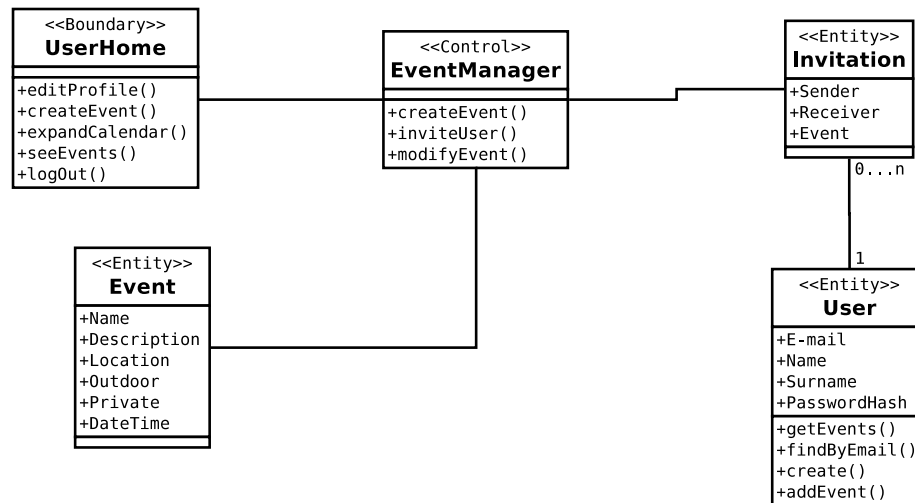 <<Boundary>>
UserHome
+editProfile()
+createEvent()
+expandCalendar()
+seeEvents()
+logOut()
<<Control>>
EventManager
+createEvent()
+inviteUser()
+modifyEvent()
<<Entity>>
Invitation
+Sender
+Receiver
+Event
0...n
1
<<Entity>>
Event
+Name
+Description
+Location
+Outdoor
+Private
+DateTime
<<Entity>>
User
+E-mail
+Name
+Surname
+PasswordHash
+getEvents()
+findByEmail()
+create()
+addEvent()